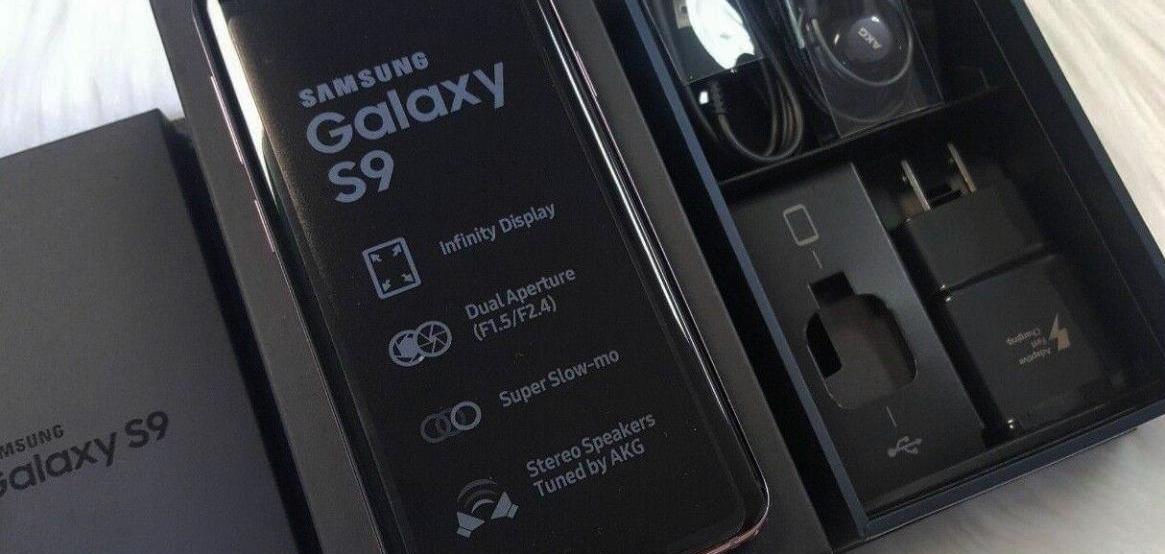 SAMSUNG
Galaxy
S9
Infinity Display
Dual Aperture
(F1.5/F2.4)
Super Slow-mo
Stereo Speakers
Tuned by AKG
MSUNG
Galaxy S9
AKG
Adaptive
Fast
Charging